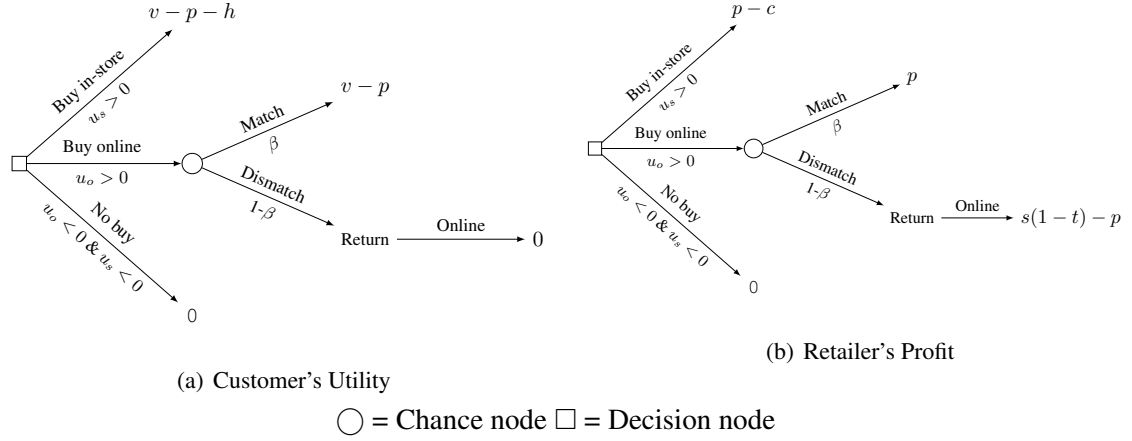 v − p − h
Buy in-store
u_s > 0
v − p
Match
β
Buy online
u_o > 0
Dismatch
1-β
No buy
u_o < 0 & u_s < 0
Return
Online
0
0
(a) Customer's Utility
p − c
Buy in-store
u_s > 0
p
Match
β
Buy online
u_o > 0
Dismatch
1-β
No buy
u_o < 0 & u_s < 0
Return
Online
s(1 − t) − p
0
(b) Retailer's Profit
= Chance node = Decision node